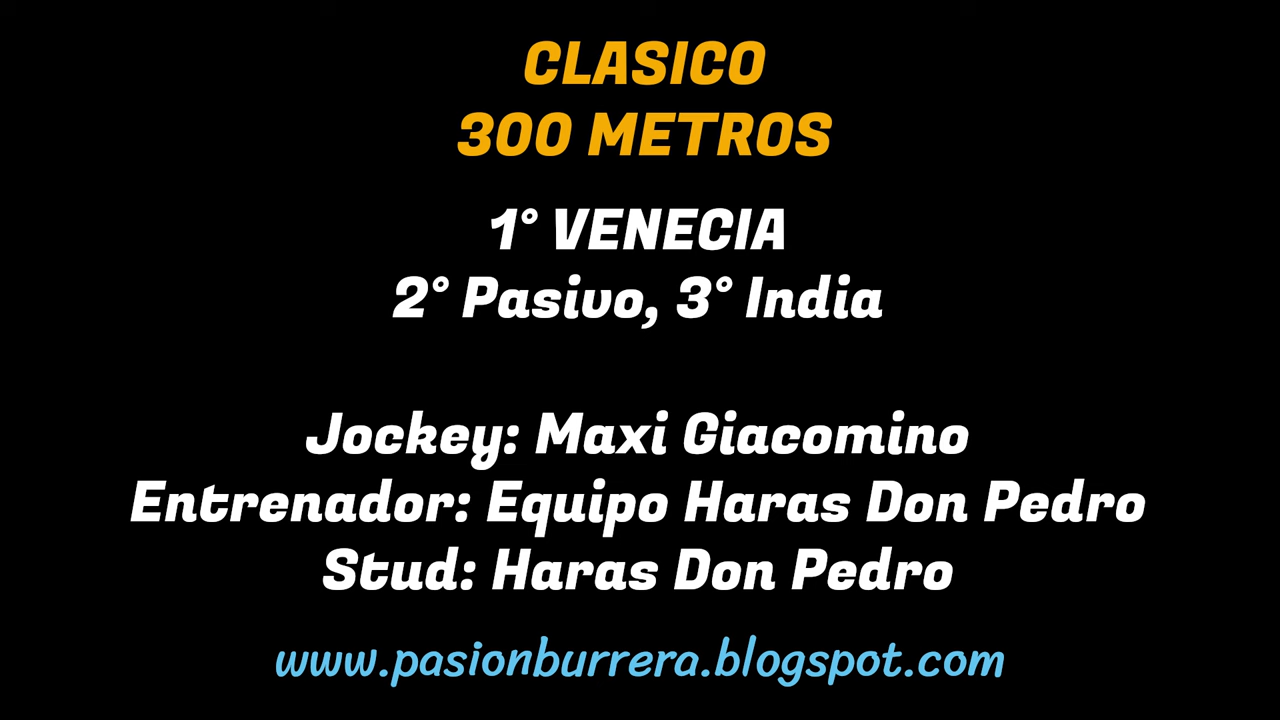 CLASICO
300 METROS
1° VENECIA
2° Pasivo, 3° India
Jockey: Maxi Giacomino
Entrenador: Equipo Haras Don Pedro
Stud: Haras Don Pedro
www.pasionburrera.blogspot.com